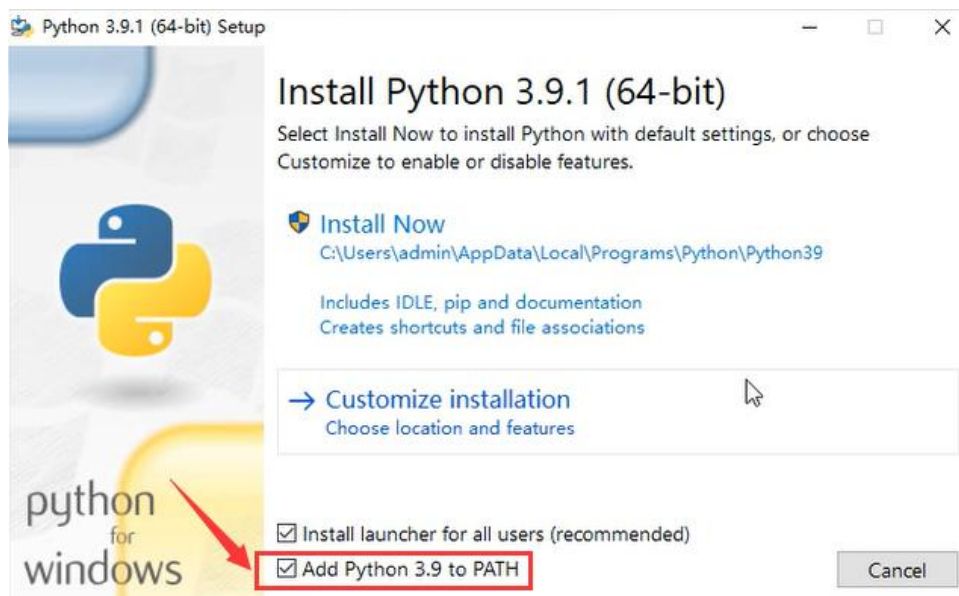 Python 3.9.1 (64-bit) Setup
Install Python 3.9.1 (64-bit)
Select Install Now to install Python with default settings, or choose
Customize to enable or disable features.
Install Now
C:\Users\admin\AppData\Local\Programs\Python\Python39
Includes IDLE, pip and documentation
Creates shortcuts and file associations
Customize installation
Choose location and features
python
for
windows
Install launcher for all users (recommended)
Add Python 3.9 to PATH
Cancel